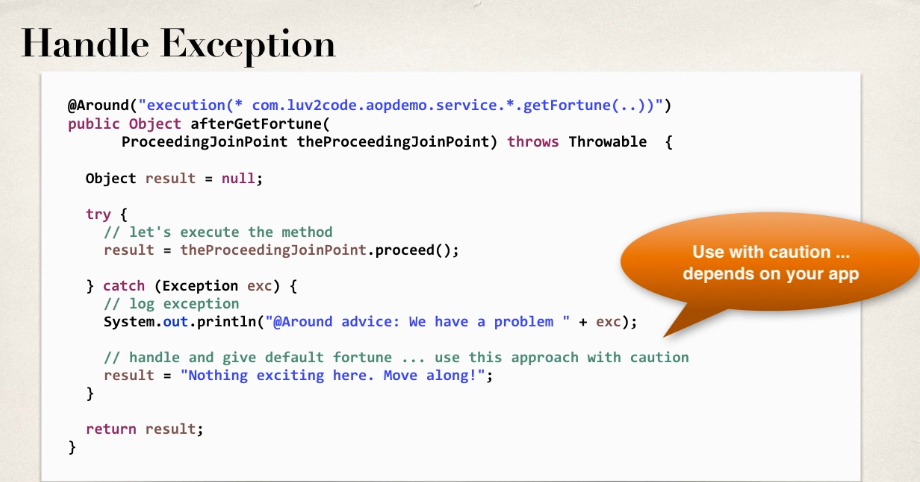 Handle Exception
@Around("execution(* com.luv2code.aopdemo.service.*.getFortune(..))")
public Object afterGetFortune(
ProceedingJoinPoint theProceedingJoinPoint) throws Throwable {
Object result = null;
try {
// let's execute the method
result = theProceedingJoinPoint.proceed();
} catch (Exception exc) {
// log exception
System.out.println("@Around advice: We have a problem " + exc);
// handle and give default fortune ... use this approach with caution
result = "Nothing exciting here. Move along!";
}
return result;
}
Use with caution ...
depends on your app